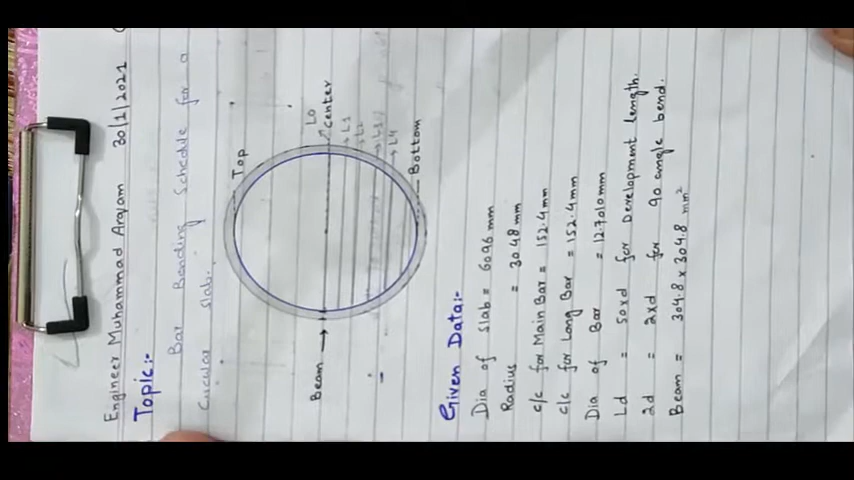 Engineer Muhammad Arqam 30/1/2021
Topic:-
Bar Bending Schedule for a
Circular slab.
Top
L0
Center
L1
L2
L3
L4
Bottom
Beam
Given Data:-
Dia of slab = 6096 mm
Radius = 3048 mm
c/c for Main Bar = 152.4 mm
c/c for Long Bar = 152.4 mm
Dia of Bar = 12.7010 mm
Ld = 50xd for Development length.
2d = 2xd for 90 angle bend.
Beam = 304.8 x 304.8 mm²